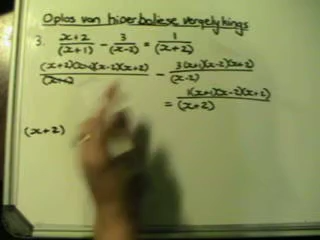 Oplos van hiperboliese vergelykings
3. (x+2)/(x+1) - 3/(x-2) = 1/(x+2)
(x+2)(x+1)(x-2)(x+2)/(x+1) - 3(x+1)(x-2)(x+2)/(x-2)
= 1(x+1)(x-2)(x+2)/(x+2)
(x+2)